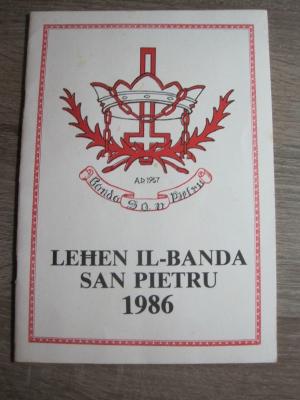 A.D 1957
Banda San Pietru
LEĦEN IL-BANDA
SAN PIETRU
1986